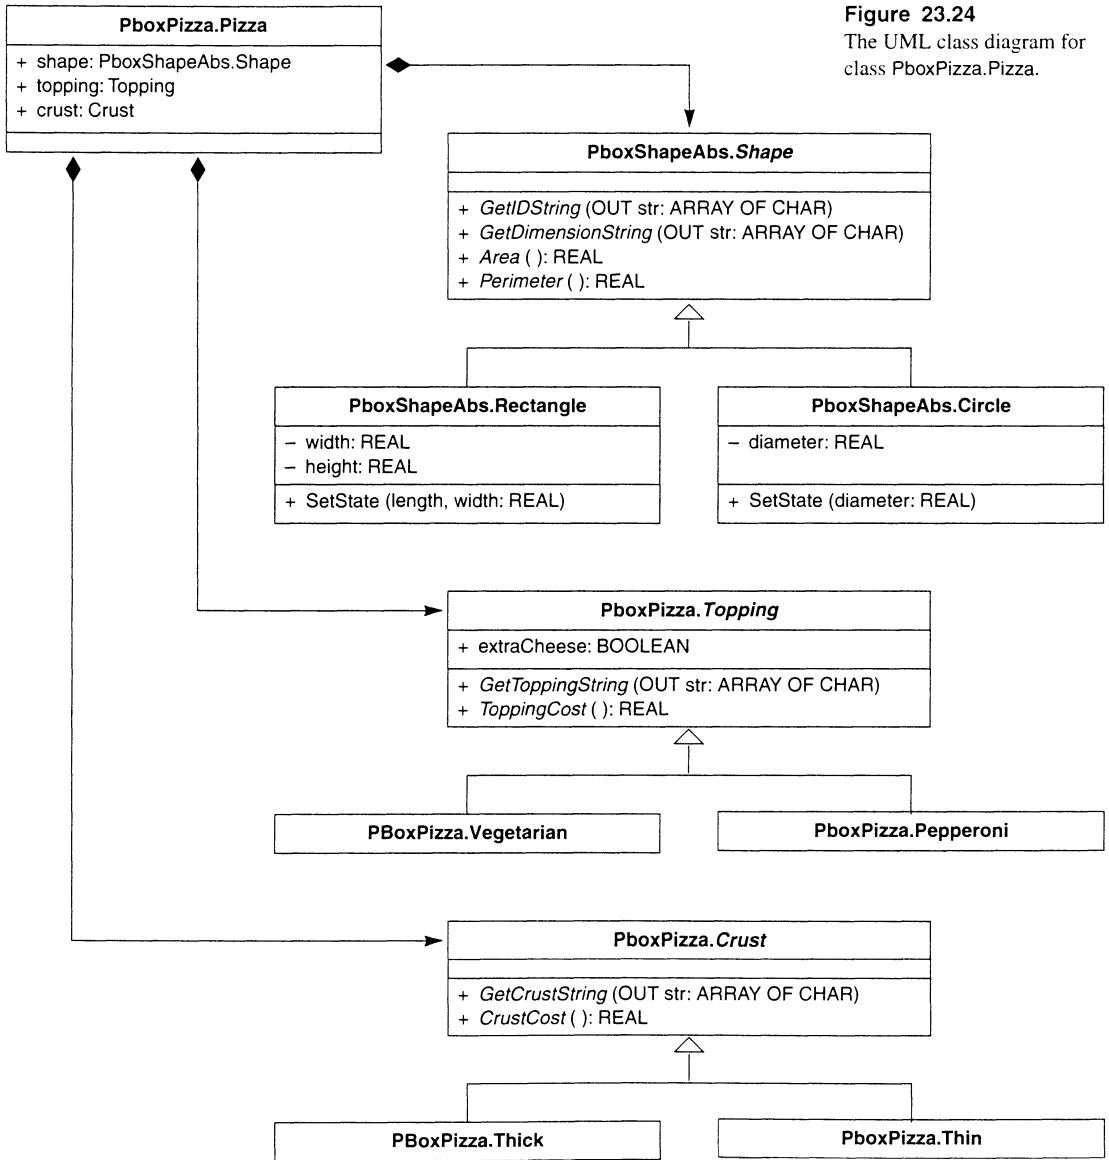 PboxPizza.Pizza
+ shape: PboxShapeAbs.Shape
+ topping: Topping
+ crust: Crust
Figure 23.24
The UML class diagram for
class PboxPizza.Pizza.
PboxShapeAbs.Shape
+ GetIDString (OUT str: ARRAY OF CHAR)
+ GetDimensionString (OUT str: ARRAY OF CHAR)
+ Area ( ): REAL
+ Perimeter ( ): REAL
PboxShapeAbs.Rectangle
– width: REAL
– height: REAL
+ SetState (length, width: REAL)
PboxShapeAbs.Circle
– diameter: REAL
+ SetState (diameter: REAL)
PboxPizza.Topping
+ extraCheese: BOOLEAN
+ GetToppingString (OUT str: ARRAY OF CHAR)
+ ToppingCost ( ): REAL
PBoxPizza.Vegetarian
PboxPizza.Pepperoni
PboxPizza.Crust
+ GetCrustString (OUT str: ARRAY OF CHAR)
+ CrustCost ( ): REAL
PBoxPizza.Thick
PboxPizza.Thin